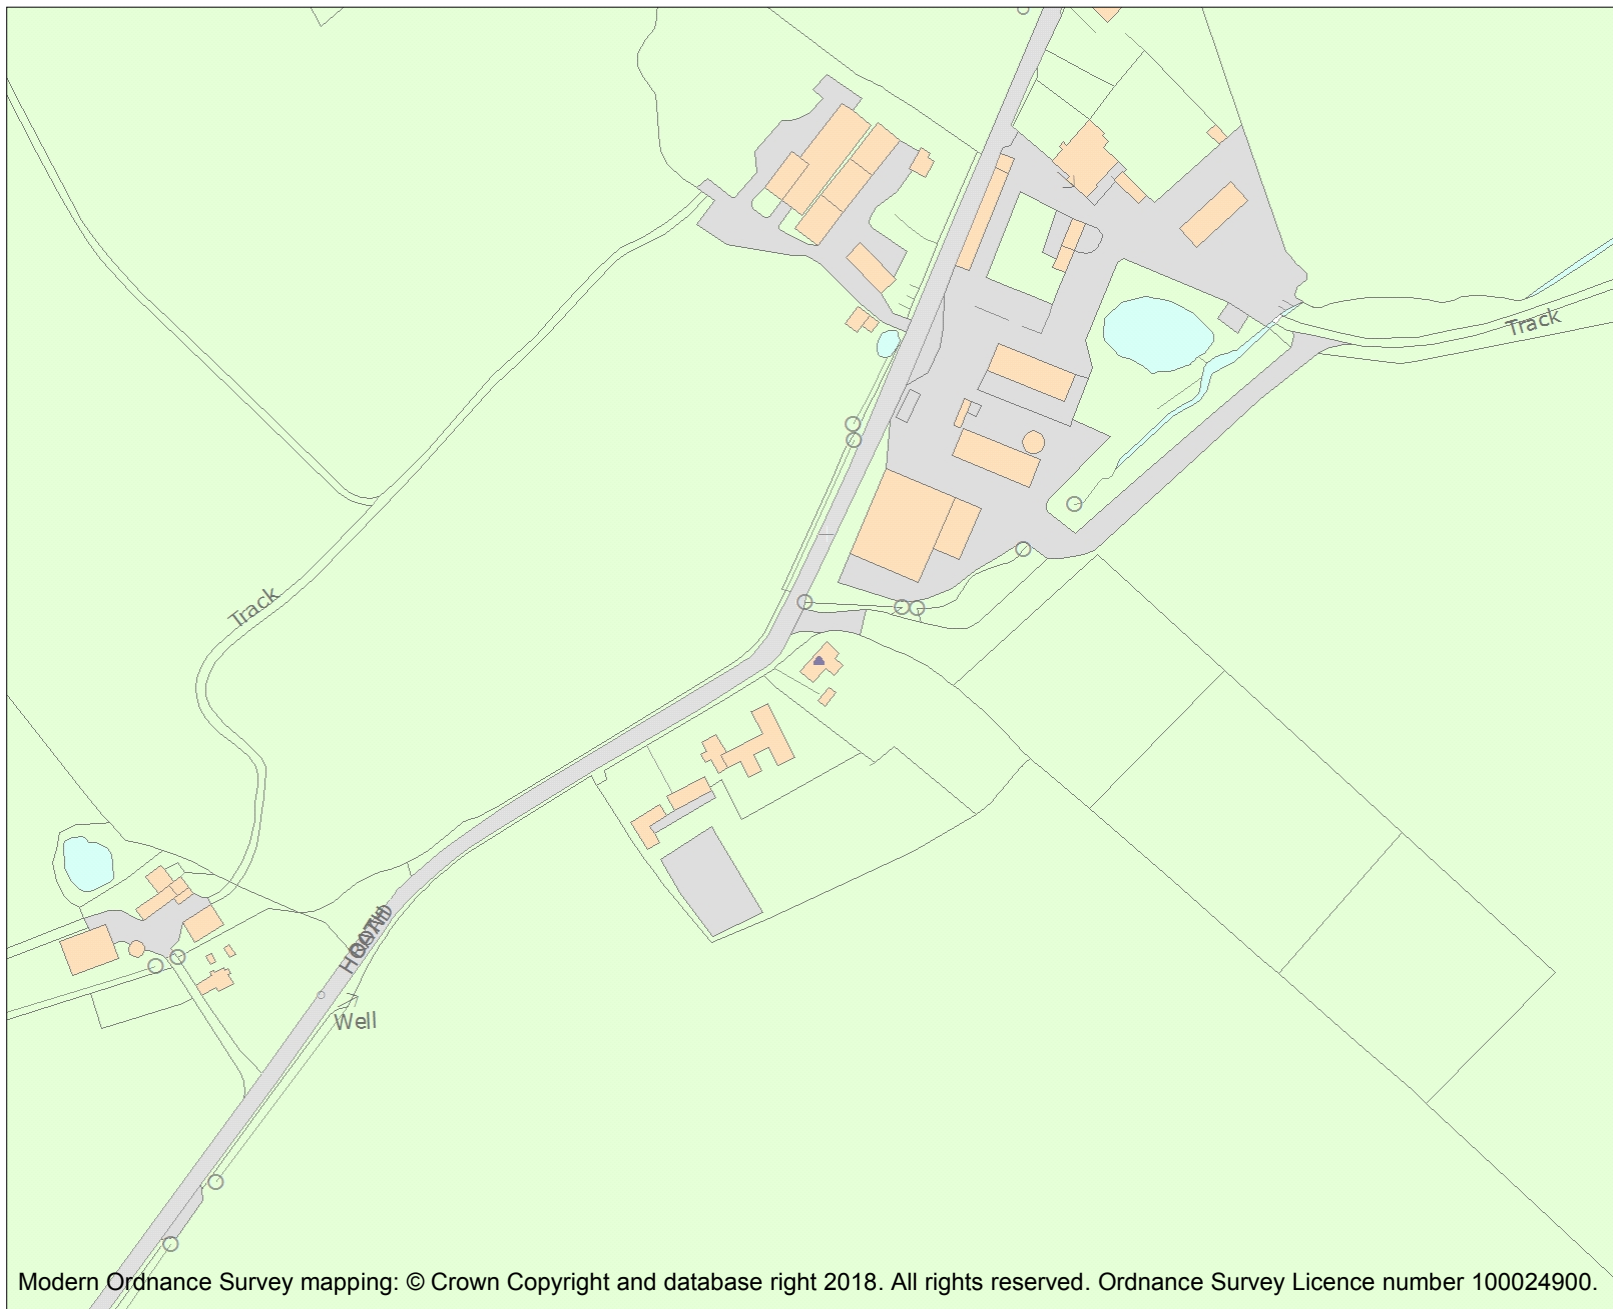 Track
Track
Well
Modern Ordnance Survey mapping: © Crown Copyright and database right 2018. All rights reserved. Ordnance Survey Licence number 100024900.